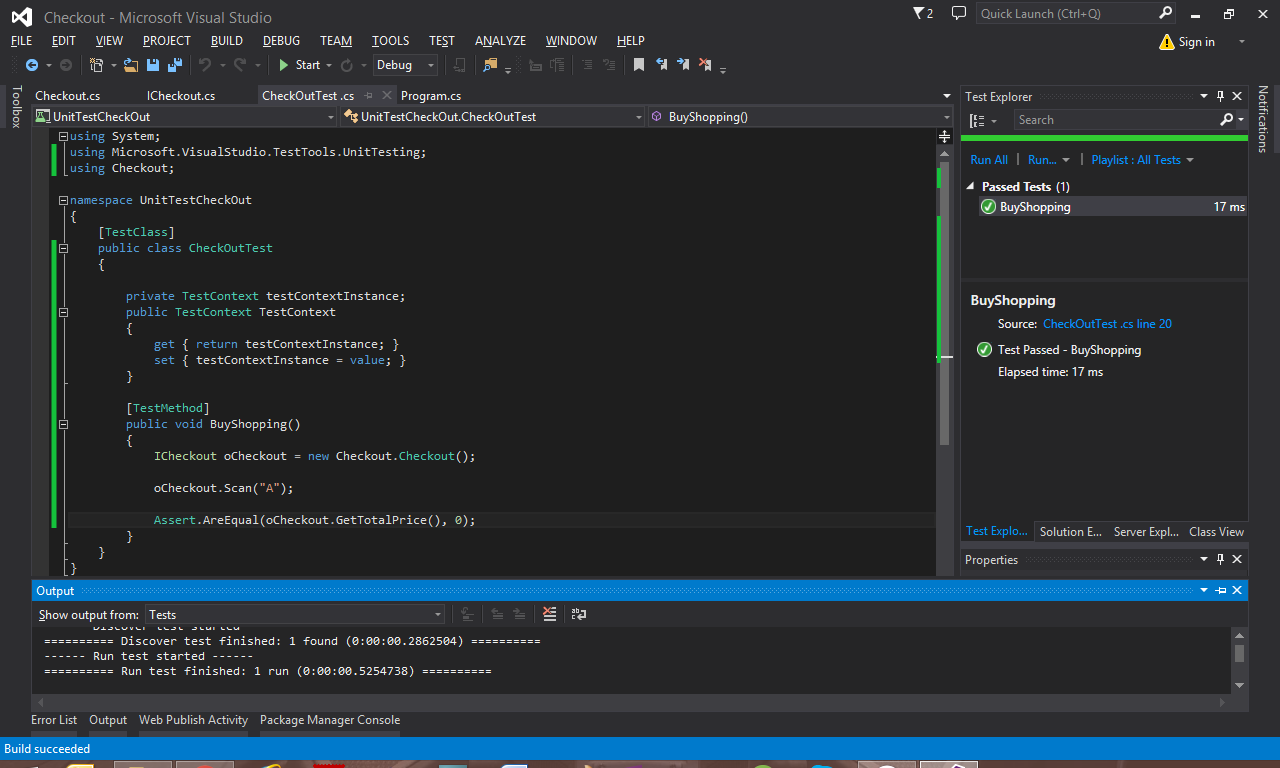 Checkout - Microsoft Visual Studio
2
Quick Launch (Ctrl+Q)
FILE EDIT VIEW PROJECT BUILD DEBUG TEAM TOOLS TEST ANALYZE WINDOW HELP
Sign in
Start Debug
Toolbox
Checkout.cs ICheckout.cs CheckOutTest .cs Program.cs
UnitTestCheckOut UnitTestCheckOut.CheckOutTest BuyShopping()
using System;
using Microsoft.VisualStudio.TestTools.UnitTesting;
using Checkout;
namespace UnitTestCheckOut
{
[TestClass]
public class CheckOutTest
{
private TestContext testContextInstance;
public TestContext TestContext
{
get { return testContextInstance; }
set { testContextInstance = value; }
}
[TestMethod]
public void BuyShopping()
{
ICheckout oCheckout = new Checkout.Checkout();
oCheckout.Scan("A");
Assert.AreEqual(oCheckout.GetTotalPrice(), 0);
}
}
}
Test Explorer
Search
Run All | Run... | Playlist : All Tests
Passed Tests (1)
BuyShopping 17 ms
BuyShopping
Source: CheckOutTest .cs line 20
Test Passed - BuyShopping
Elapsed time: 17 ms
Test Explo... Solution E... Server Expl... Class View
Properties
Notifications
Output
Show output from: Tests
Discover test started
========== Discover test finished: 1 found (0:00:00.2862504) ==========
------ Run test started ------
========== Run test finished: 1 run (0:00:00.5254738) ==========
Error List Output Web Publish Activity Package Manager Console
Build succeeded